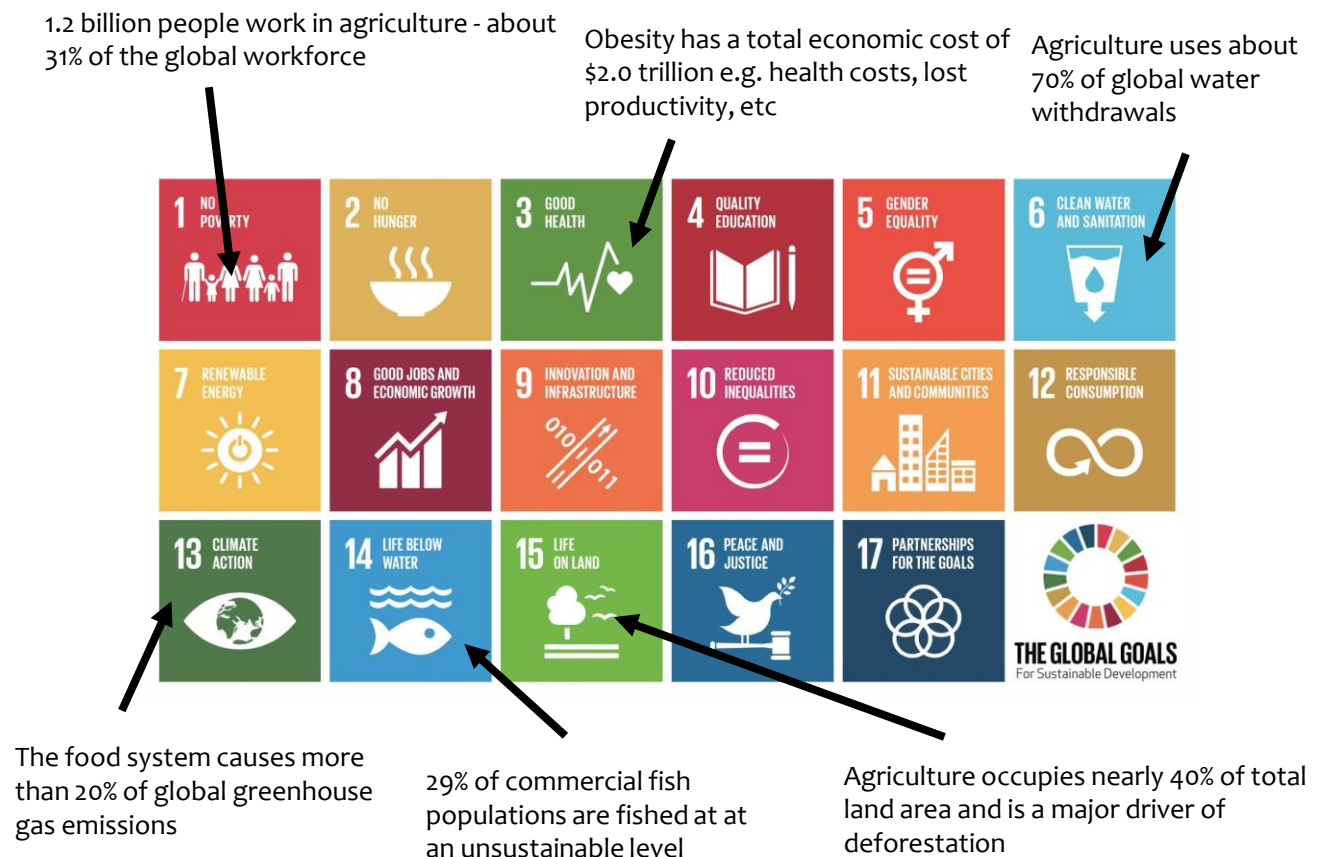 1.2 billion people work in agriculture - about
31% of the global workforce
Obesity has a total economic cost of
$2.0 trillion e.g. health costs, lost
productivity, etc
Agriculture uses about
70% of global water
withdrawals
1 NO
POVERTY
2 NO
HUNGER
3 GOOD
HEALTH
4 QUALITY
EDUCATION
5 GENDER
EQUALITY
6 CLEAN WATER
AND SANITATION
7 RENEWABLE
ENERGY
8 GOOD JOBS AND
ECONOMIC GROWTH
9 INNOVATION AND
INFRASTRUCTURE
010
011
10 REDUCED
INEQUALITIES
11 SUSTAINABLE CITIES
AND COMMUNITIES
12 RESPONSIBLE
CONSUMPTION
13 CLIMATE
ACTION
14 LIFE BELOW
WATER
15 LIFE
ON LAND
16 PEACE AND
JUSTICE
17 PARTNERSHIPS
FOR THE GOALS
THE GLOBAL GOALS
For Sustainable Development
The food system causes more
than 20% of global greenhouse
gas emissions
29% of commercial fish
populations are fished at at
an unsustainable level
Agriculture occupies nearly 40% of total
land area and is a major driver of
deforestation